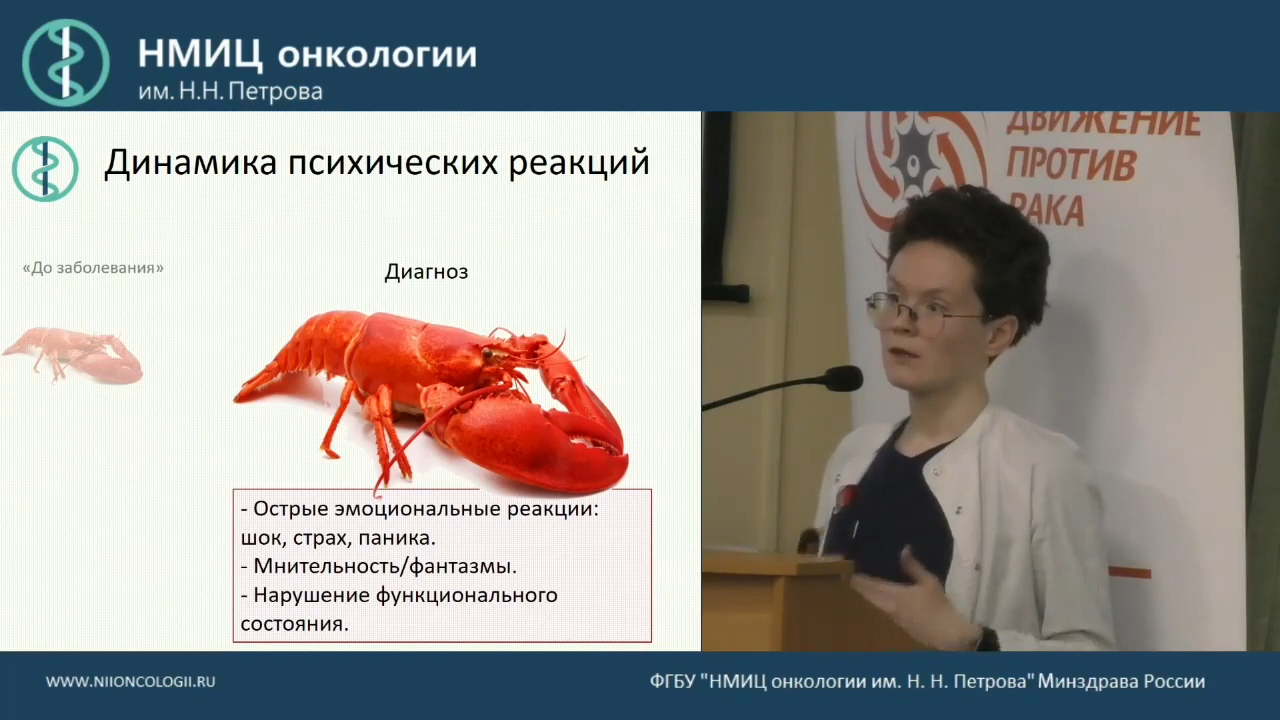 НМИЦ онкологии
им. Н.Н. Петрова
Динамика психических реакций
«До заболевания»
Диагноз
- Острые эмоциональные реакции:
шок, страх, паника.
- Мнительность/фантазмы.
- Нарушение функционального
состояния.
ДВИЖЕНИЕ
ПРОТИВ
РАКА
WWW.NIIONCOLOGII.RU
ФГБУ "НМИЦ онкологии им. Н. Н. Петрова" Минздрава России